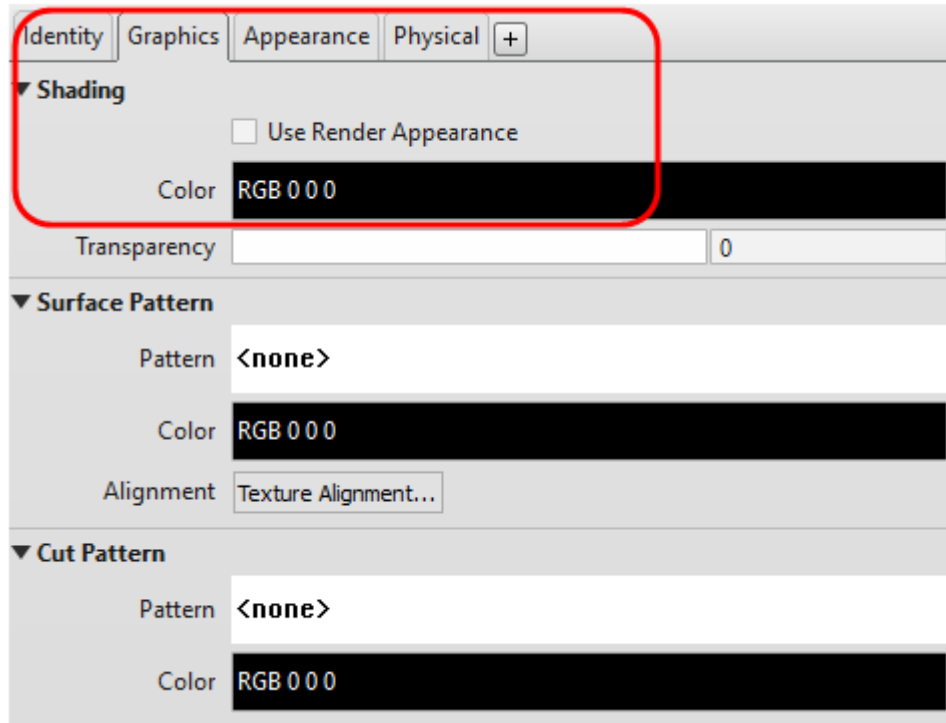 Identity Graphics Appearance Physical +
Shading
Use Render Appearance
Color RGB 0 0 0
Transparency 0
Surface Pattern
Pattern <none>
Color RGB 0 0 0
Alignment Texture Alignment...
Cut Pattern
Pattern <none>
Color RGB 0 0 0